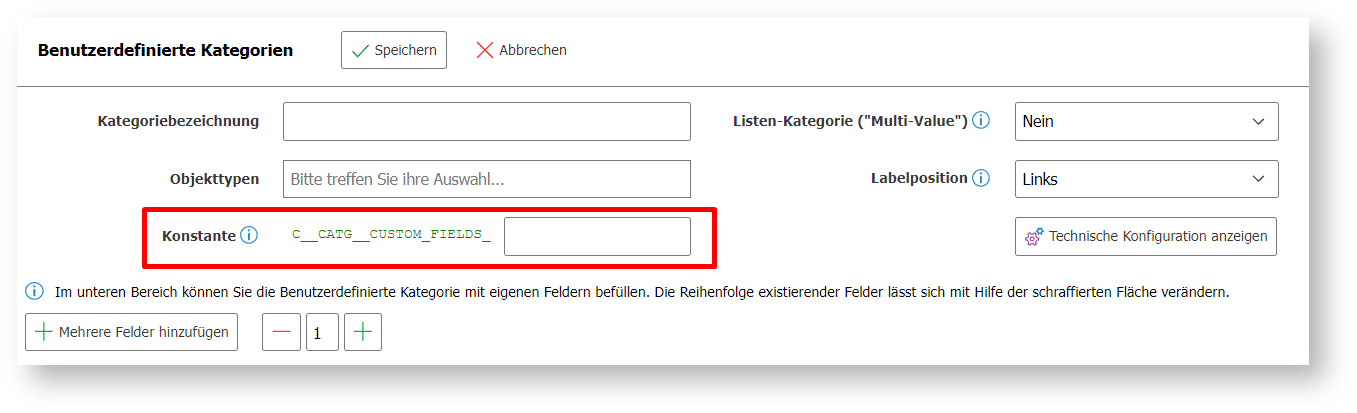 Benutzerdefinierte Kategorien Speichern Abbrechen
Kategoriebezeichnung Listen-Kategorie ("Multi-Value") Nein
Objekttypen Bitte treffen Sie ihre Auswahl... Labelposition Links
Konstante C__CATG__CUSTOM_FIELDS_ Technische Konfiguration anzeigen
Im unteren Bereich können Sie die Benutzerdefinierte Kategorie mit eigenen Feldern befüllen. Die Reihenfolge existierender Felder lässt sich mit Hilfe der schraffierten Fläche verändern.
Mehrere Felder hinzufügen 1